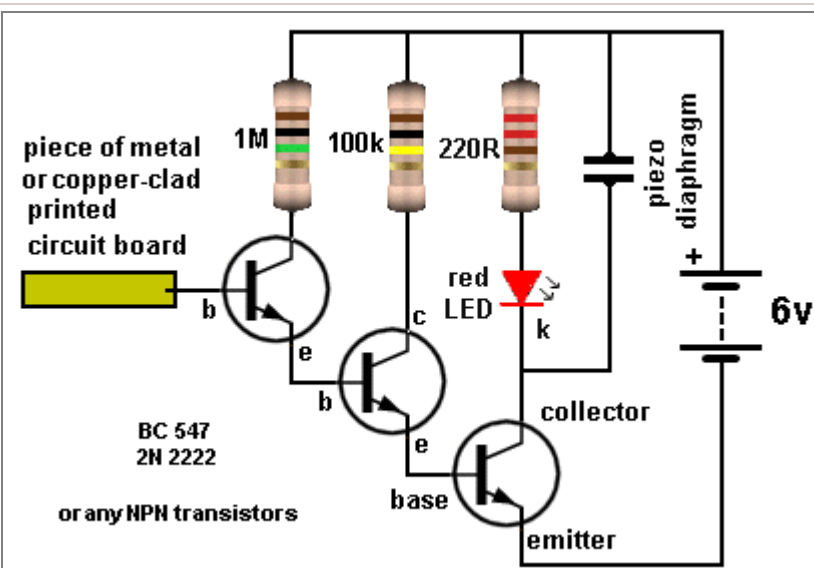 piece of metal
or copper-clad
printed
circuit board
1M
100k
220R
piezo
diaphragm
+
6v
red
LED
k
b
e
c
b
e
collector
base
emitter
BC 547
2N 2222
or any NPN transistors